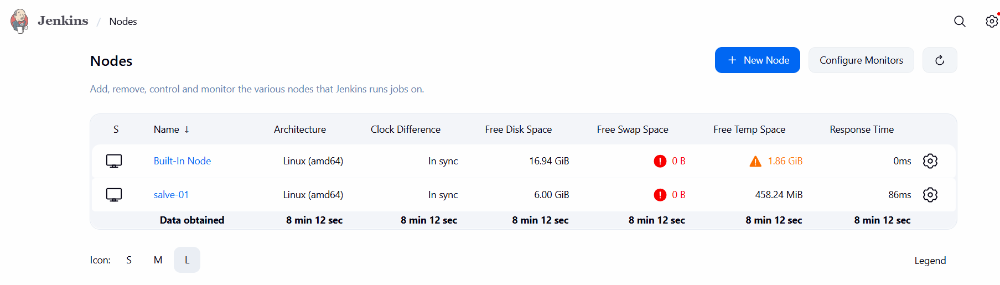 Jenkins / Nodes
Nodes
+ New Node Configure Monitors
Add, remove, control and monitor the various nodes that Jenkins runs jobs on.
S Name ↓ Architecture Clock Difference Free Disk Space Free Swap Space Free Temp Space Response Time
Built-In Node Linux (amd64) In sync 16.94 GiB 0 B 1.86 GiB 0ms
salve-01 Linux (amd64) In sync 6.00 GiB 0 B 458.24 MiB 86ms
Data obtained 8 min 12 sec 8 min 12 sec 8 min 12 sec 8 min 12 sec 8 min 12 sec 8 min 12 sec
Icon: S M L Legend